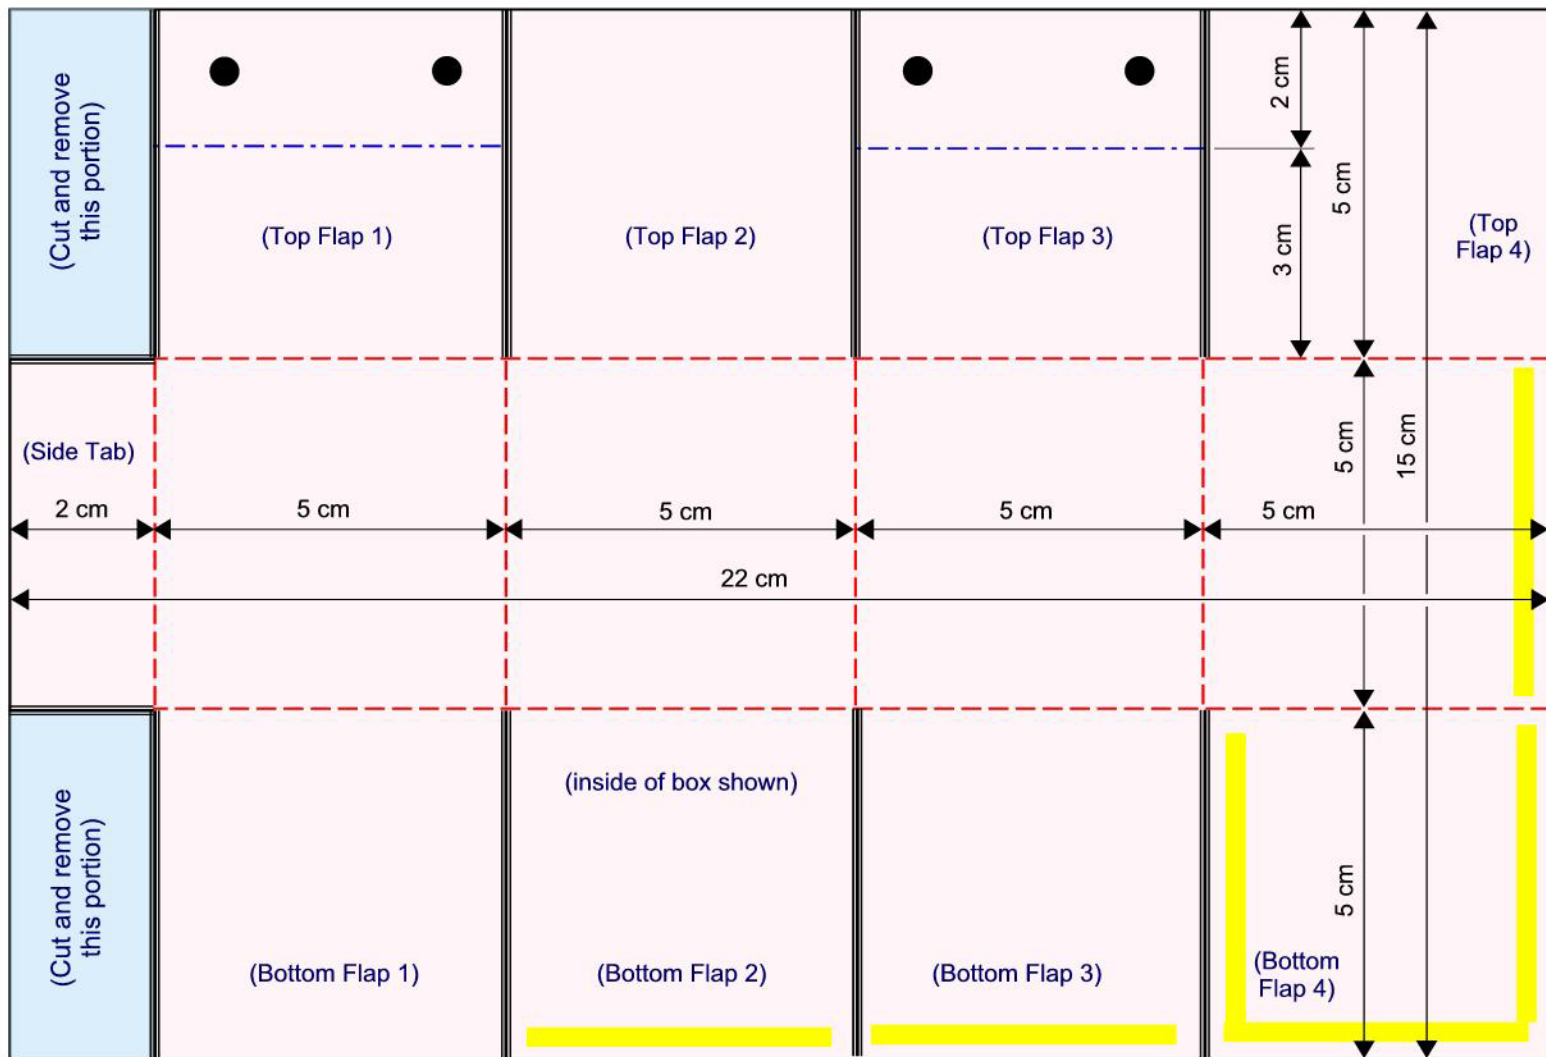 (Cut and remove
this portion)
(Top Flap 1)
(Top Flap 2)
(Top Flap 3)
2 cm
3 cm
5 cm
(Top
Flap 4)
(Side Tab)
5 cm
15 cm
2 cm
5 cm
5 cm
5 cm
5 cm
22 cm
(Cut and remove
this portion)
(inside of box shown)
5 cm
(Bottom Flap 1)
(Bottom Flap 2)
(Bottom Flap 3)
(Bottom
Flap 4)